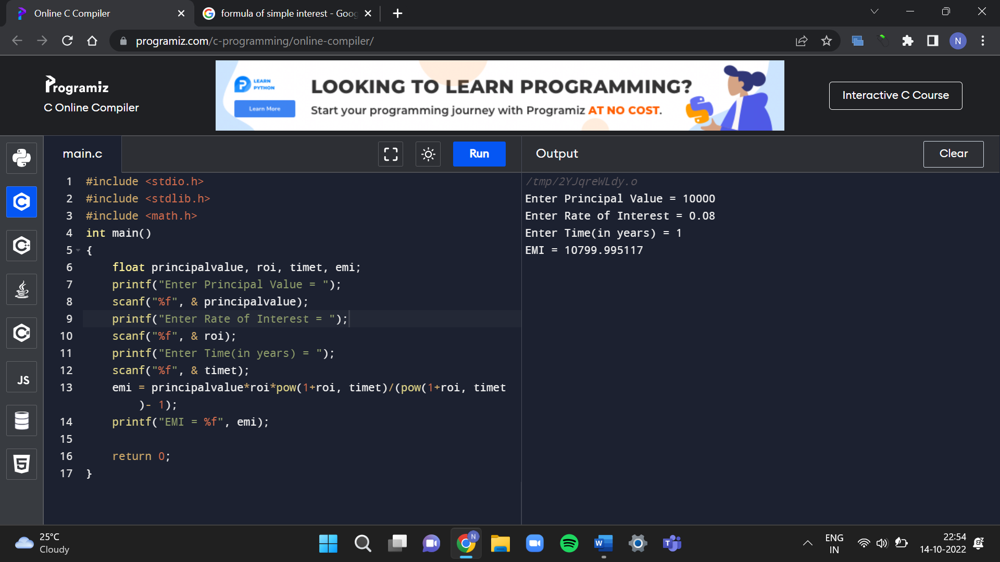 Online C Compiler
formula of simple interest - Goog
programiz.com/c-programming/online-compiler/
N
Programiz
C Online Compiler
LEARN
PYTHON
Learn More
LOOKING TO LEARN PROGRAMMING?
Start your programming journey with Programiz AT NO COST.
Interactive C Course
main.c
Run
Output
Clear
1 #include <stdio.h>
2 #include <stdlib.h>
3 #include <math.h>
4 int main()
5 {
6 float principalvalue, roi, timet, emi;
7 printf("Enter Principal Value = ");
8 scanf("%f", & principalvalue);
9 printf("Enter Rate of Interest = ");
10 scanf("%f", & roi);
11 printf("Enter Time(in years) = ");
12 scanf("%f", & timet);
13 emi = principalvalue*roi*pow(1+roi, timet)/(pow(1+roi, timet
)- 1);
14 printf("EMI = %f", emi);
15
16 return 0;
17 }
/tmp/2YJqreWLdy.o
Enter Principal Value = 10000
Enter Rate of Interest = 0.08
Enter Time(in years) = 1
EMI = 10799.995117
JS
25°C
Cloudy
ENG
IN
22:54
14-10-2022